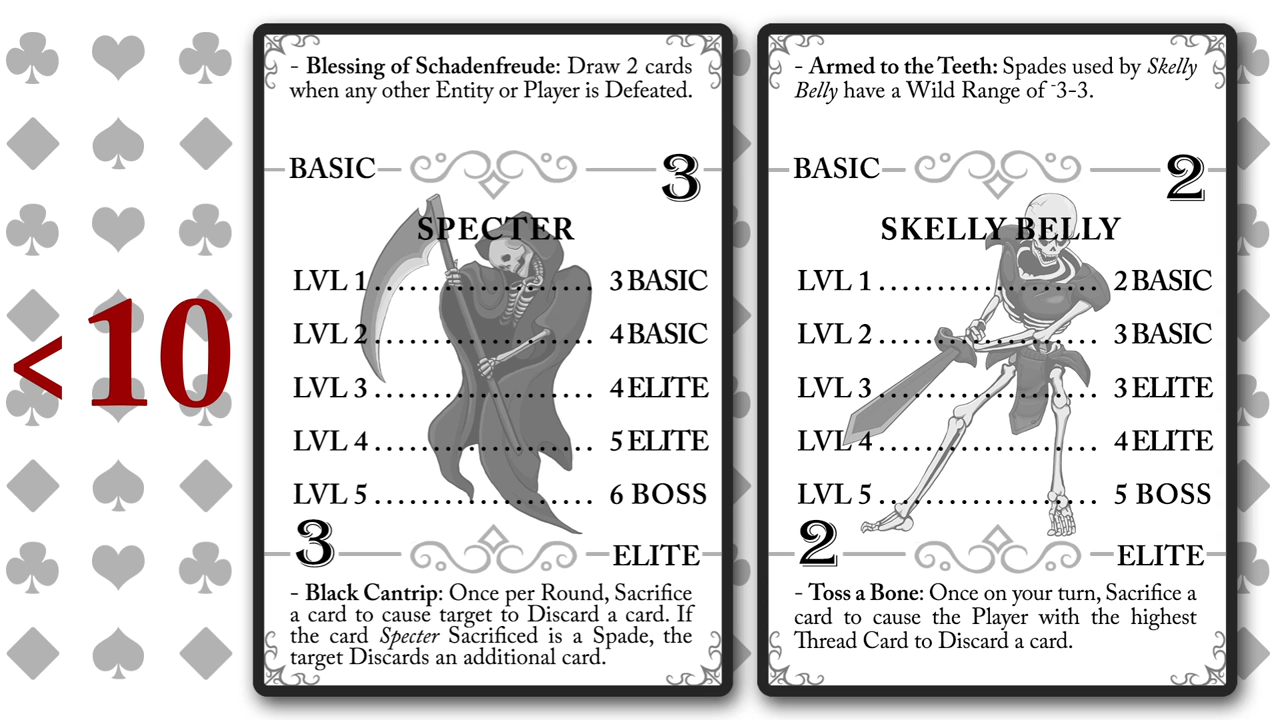 <10
- Blessing of Schadenfreude: Draw 2 cards
when any other Entity or Player is Defeated.
BASIC
3
SPECTER
LVL 1 ...................... 3 BASIC
LVL 2 ...................... 4 BASIC
LVL 3 ...................... 4 ELITE
LVL 4 ...................... 5 ELITE
LVL 5 ...................... 6 BOSS
3
ELITE
- Black Cantrip: Once per Round, Sacrifice
a card to cause target to Discard a card. If
the card Specter Sacrificed is a Spade, the
target Discards an additional card.
- Armed to the Teeth: Spades used by Skelly
Belly have a Wild Range of ⁻3-3.
BASIC
2
SKELLY BELLY
LVL 1 ...................... 2 BASIC
LVL 2 ...................... 3 BASIC
LVL 3 ...................... 3 ELITE
LVL 4 ...................... 4 ELITE
LVL 5 ...................... 5 BOSS
2
ELITE
- Toss a Bone: Once on your turn, Sacrifice a
card to cause the Player with the highest
Thread Card to Discard a card.